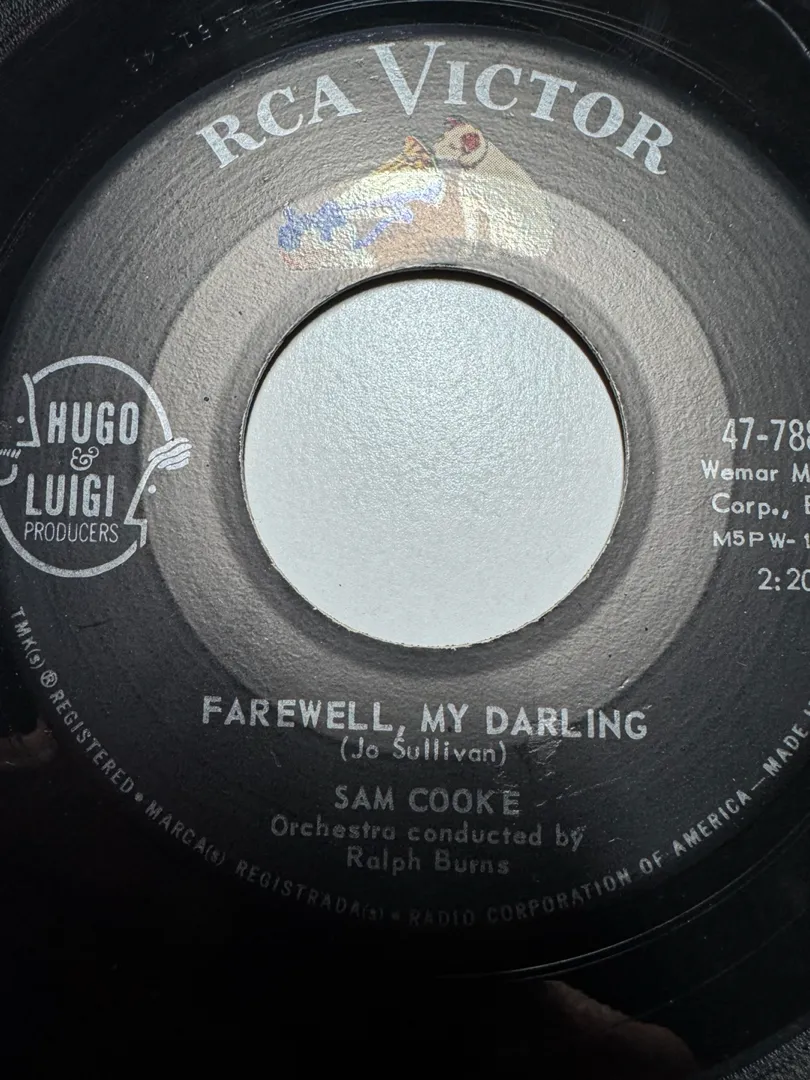 RCA VICTOR
HUGO
&
LUIGI
PRODUCERS
47-788
Wemar M
Corp., B
M5PW-1
2:20
FAREWELL, MY DARLING
(Jo Sullivan)
SAM COOKE
Orchestra conducted by
Ralph Burns
TMK(s) ® REGISTERED • MARCA(s) REGISTRADA(s) • RADIO CORPORATION OF AMERICA—MADE